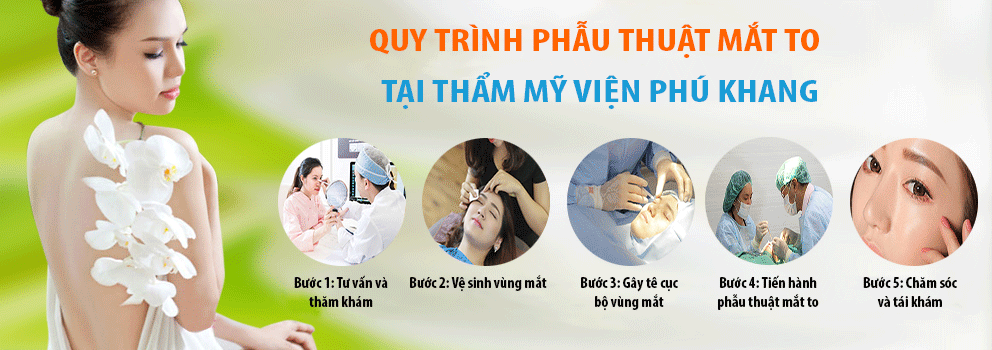 QUY TRÌNH PHẪU THUẬT MẮT TO
TẠI THẨM MỸ VIỆN PHÚ KHANG
Bước 1: Tư vấn và
thăm khám
Bước 2: Vệ sinh vùng mắt
Bước 3: Gây tê cục
bộ vùng mắt
Bước 4: Tiến hành
phẫu thuật mắt to
Bước 5: Chăm sóc
và tái khám